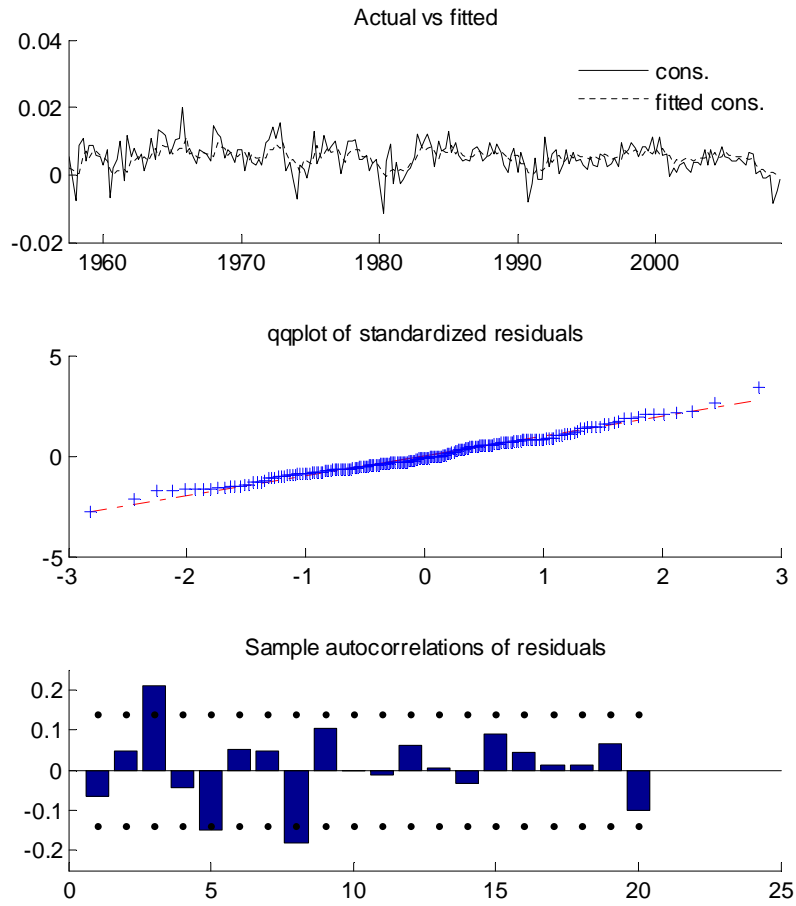 Actual vs fitted
0.04
0.02
0
-0.02
cons.
fitted cons.
1960 1970 1980 1990 2000
qqplot of standardized residuals
5
0
-5
-3 -2 -1 0 1 2 3
Sample autocorrelations of residuals
0.2
0.1
0
-0.1
-0.2
0 5 10 15 20 25